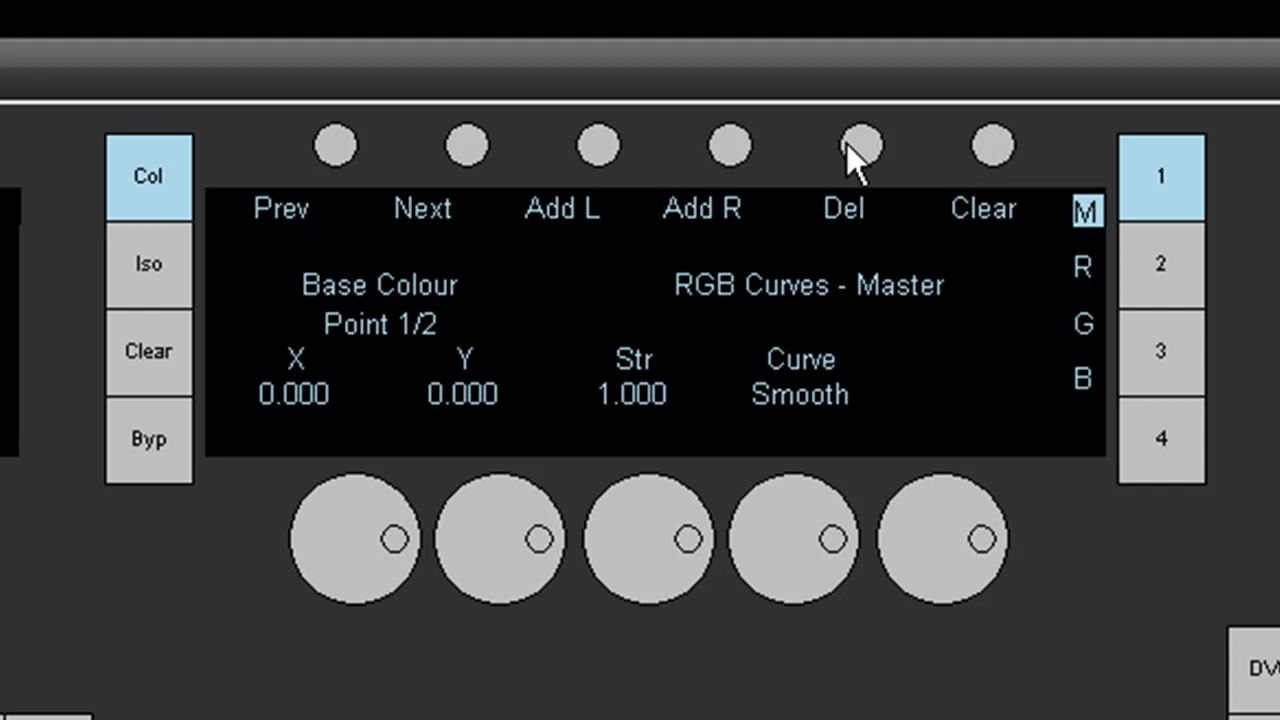 Col
Iso
Clear
Byp
Prev Next Add L Add R Del Clear
M
R
G
B
Base Colour RGB Curves - Master
Point 1/2
X Y Str Curve
0.000 0.000 1.000 Smooth
1
2
3
4